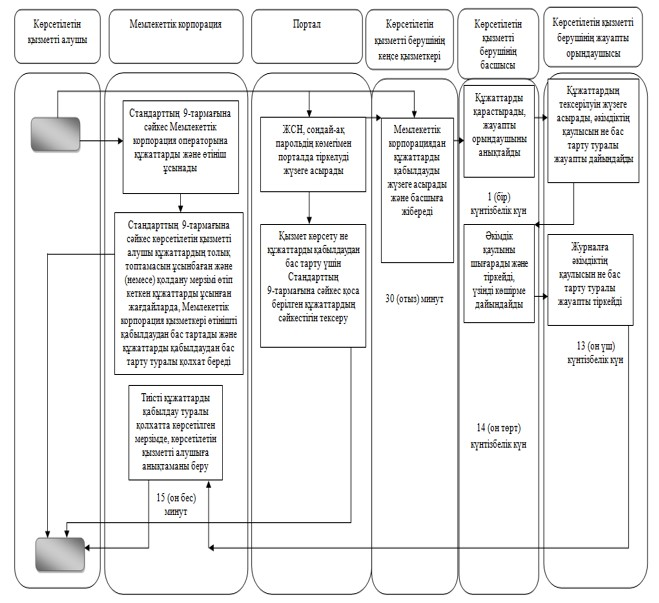 Көрсетілетін
қызметті алушы
Мемлекеттік корпорация
Портал
Көрсетілетін
қызметті берушінің
кеңсе қызметкері
Көрсетілетін
қызметті
берушінің
басшысы
Көрсетілетін қызметті
берушінің жауапты
орындаушысы
Стандарттың 9-тармағына
сәйкес Мемлекеттік
корпорация операторына
құжаттарды және өтініш
ұсынады
Стандарттың 9-тармағына
сәйкес көрсетілетін қызметті
алушы құжаттардың толық
топтамасын ұсынбаған және
(немесе) қолдану мерзімі өтіп
кеткен құжаттарды ұсынған
жағдайларда, Мемлекеттік
корпорация қызметкері өтінішті
қабылдаудан бас тартады және
құжаттарды қабылдаудан бас
тарту туралы қолхат береді
Тиісті құжаттарды
қабылдау туралы
қолхатта көрсетілген
мерзімде, көрсетілетін
қызметті алушыға
анықтаманы беру
15 (он бес)
минут
ЖСН, сондай-ақ
парольдің көмегімен
порталда тіркелуді
жүзеге асырады
Қызмет көрсету не
құжаттарды қабылдаудан
бас тарту үшін
Стандарттың
9-тармағына сәйкес қоса
берілген құжаттардың
сәйкестігін тексеру
Мемлекеттік
корпорациядан
құжаттарды
қабылдауды
жүзеге асырады
және басшыға
жібереді
30 (отыз) минут
Құжаттарды
қарастырады,
жауапты
орындаушыны
анықтайды
1 (бір)
күнтізбелік күн
Әкімдік
қаулыны
шығарады және
тіркейді,
үзінді көшірме
дайындайды
14 (он төрт)
күнтізбелік күн
Құжаттардың
тексерілуін жүзеге
асырады, әкімдіктің
қаулысын не бас
тарту туралы
жауапты дайындайды
Журналға
әкімдіктің
қаулысын не бас
тарту туралы
жауапты тіркейді
13 (он үш)
күнтізбелік күн